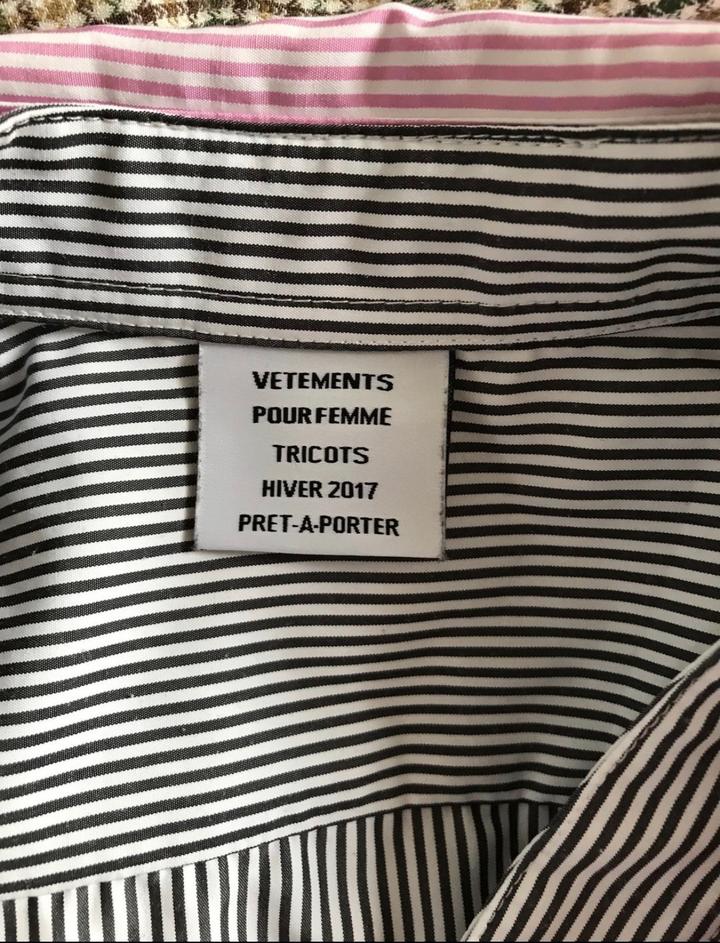 VETEMENTS
POUR FEMME
TRICOTS
HIVER 2017
PRET-A-PORTER